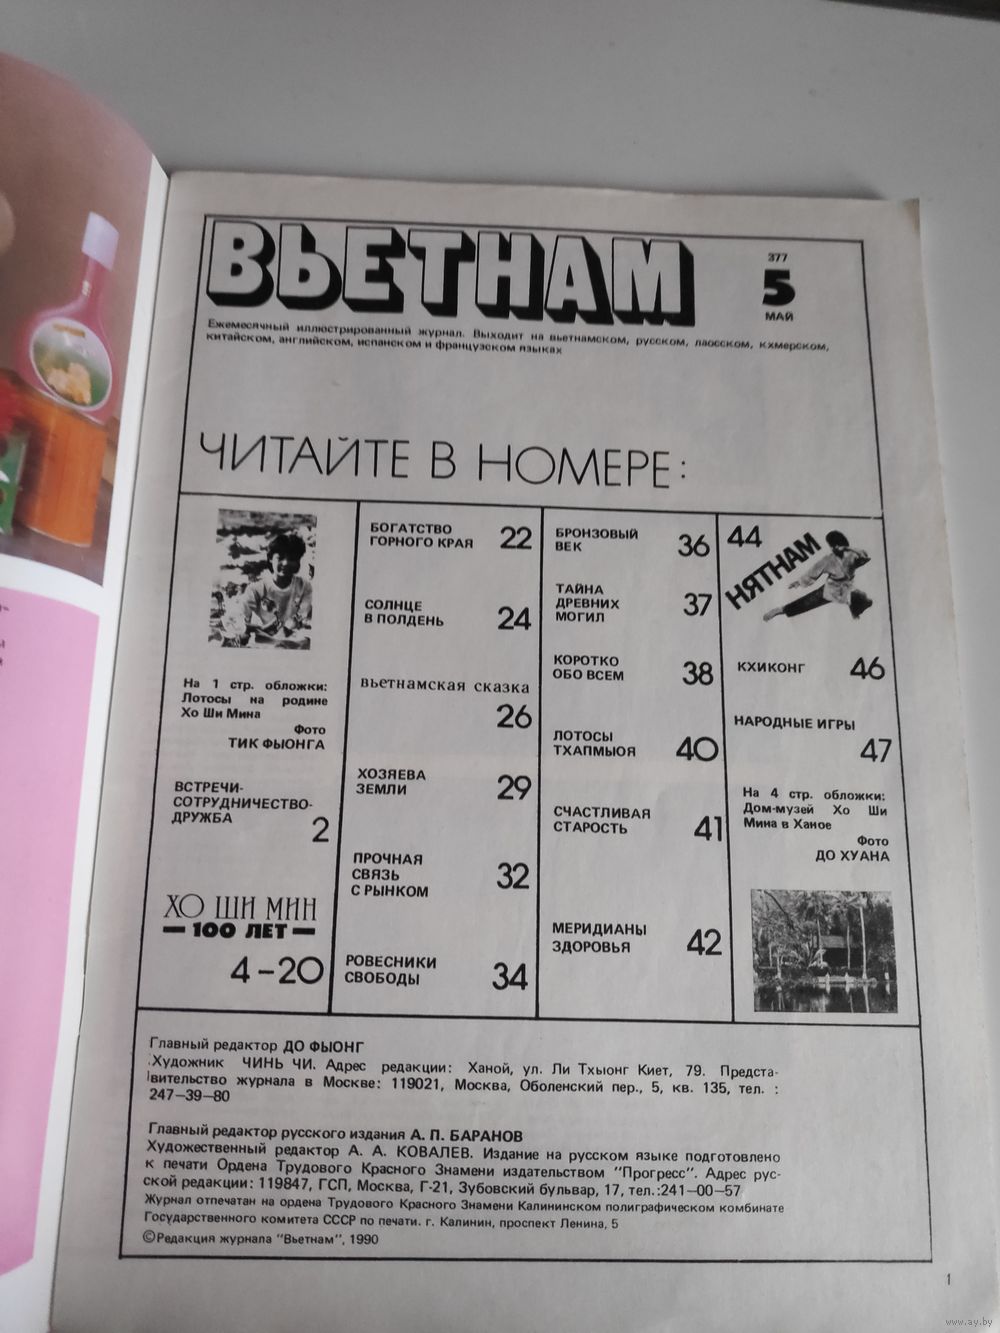 ВЬЕТНАМ
377
5
МАЙ
Ежемесячный иллюстрированный журнал. Выходит на вьетнамском, русском, лаосском, кхмерском,
китайском, английском, испанском и французском языках
ЧИТАЙТЕ В НОМЕРЕ:
На 1 стр. обложки:
Лотосы на родине
Хо Ши Мина
Фото
ТИК ФЫОНГА
ВСТРЕЧИ-
СОТРУДНИЧЕСТВО-
ДРУЖБА
2
ХО ШИ МИН
— 100 ЛЕТ —
4–20
БОГАТСТВО
ГОРНОГО КРАЯ 22
СОЛНЦЕ
В ПОЛДЕНЬ 24
вьетнамская сказка
26
ХОЗЯЕВА
ЗЕМЛИ 29
ПРОЧНАЯ
СВЯЗЬ
С РЫНКОМ 32
РОВЕСНИКИ
СВОБОДЫ 34
БРОНЗОВЫЙ
ВЕК 36
ТАЙНА
ДРЕВНИХ
МОГИЛ 37
КОРОТКО
ОБО ВСЕМ 38
ЛОТОСЫ
ТХАПМЫОЯ 40
СЧАСТЛИВАЯ
СТАРОСТЬ 41
МЕРИДИАНЫ
ЗДОРОВЬЯ 42
44
НЯТНАМ
КХИКОНГ 46
НАРОДНЫЕ ИГРЫ
47
На 4 стр. обложки:
Дом-музей Хо Ши
Мина в Ханое
Фото
ДО ХУАНА
Главный редактор ДО ФЫОНГ
Художник ЧИНЬ ЧИ. Адрес редакции: Ханой, ул. Ли Тхыонг Киет, 79. Предста-
вительство журнала в Москве: 119021, Москва, Оболенский пер., 5, кв. 135, тел. :
247—39—80
Главный редактор русского издания А. П. БАРАНОВ
Художественный редактор А. А. КОВАЛЕВ. Издание на русском языке подготовлено
к печати Ордена Трудового Красного Знамени издательством "Прогресс". Адрес рус-
ской редакции: 119847, ГСП, Москва, Г-21, Зубовский бульвар, 17, тел.:241—00—57
Журнал отпечатан на ордена Трудового Красного Знамени Калининском полиграфическом комбинате
Государственного комитета СССР по печати. г. Калинин, проспект Ленина, 5
©Редакция журнала "Вьетнам", 1990
1
www.ay.by